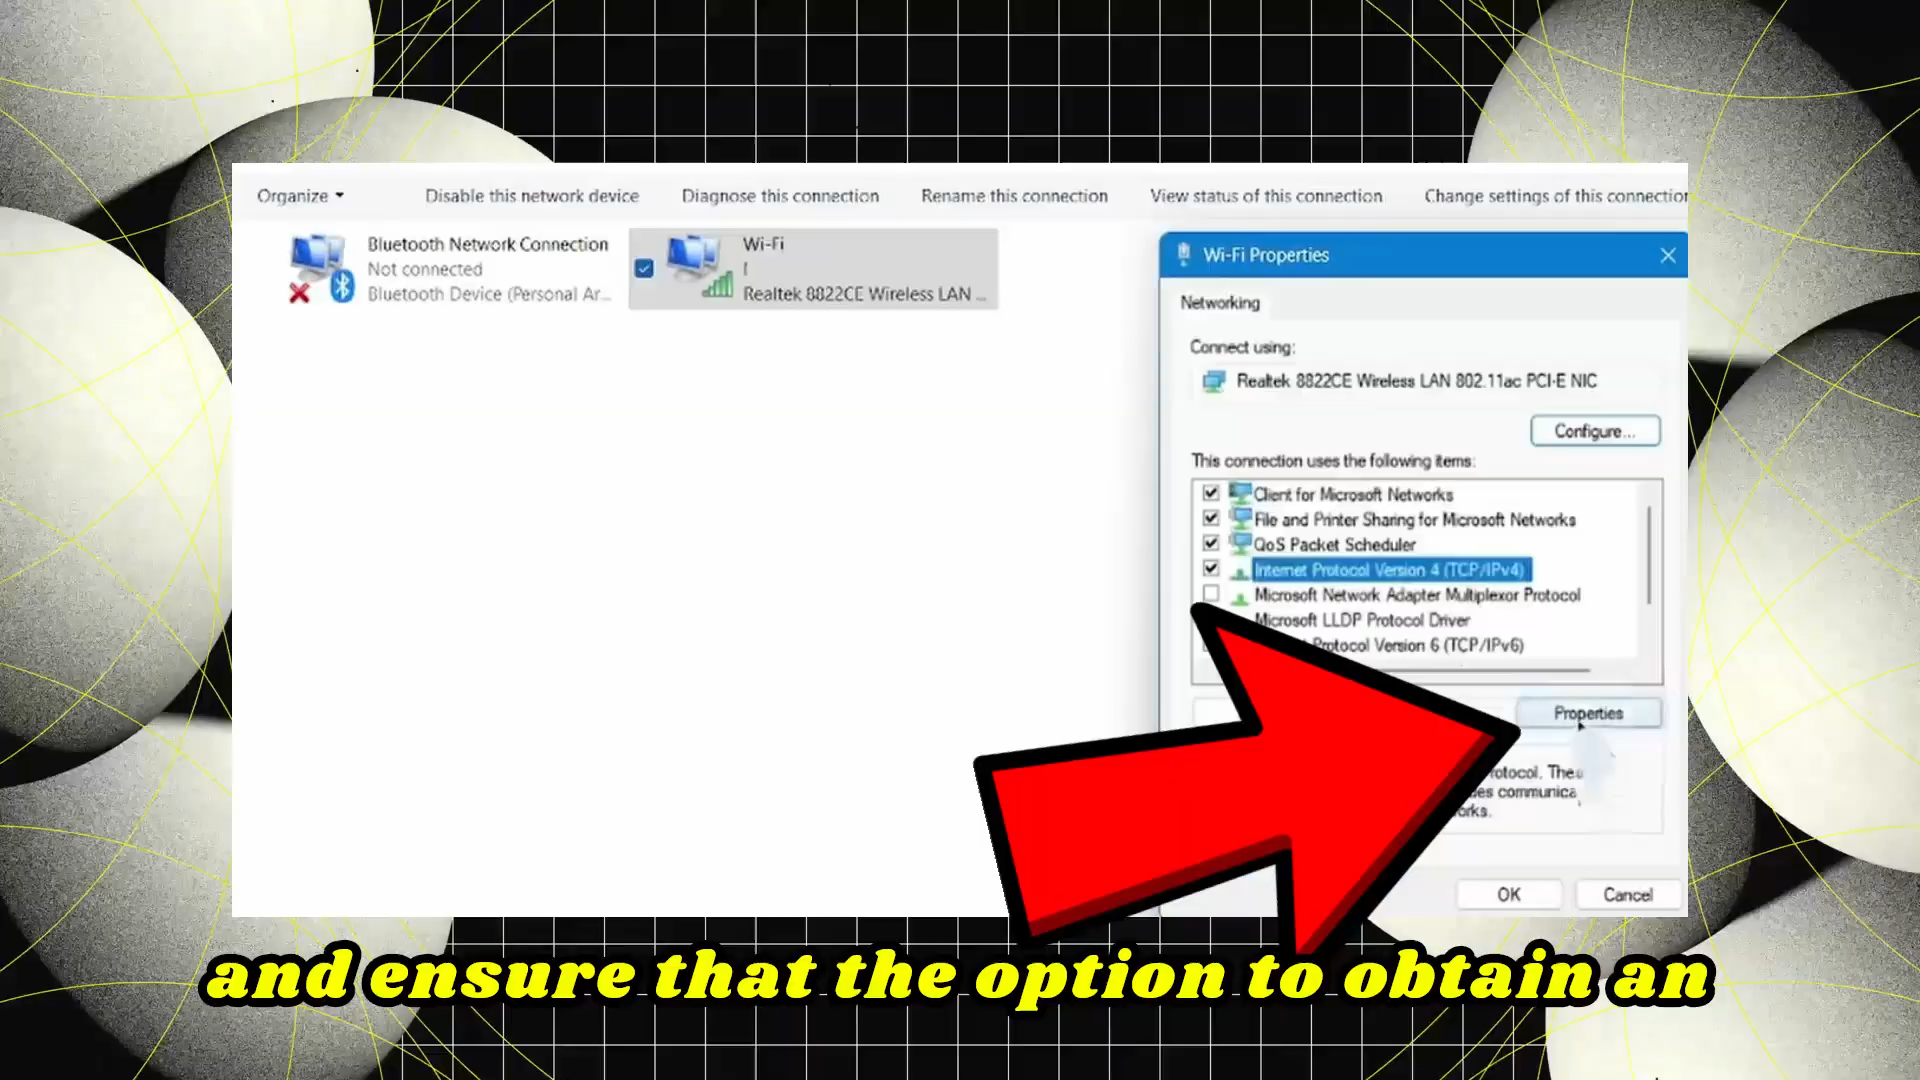 Organize
Disable this network device
Diagnose this connection
Rename this connection
View status of this connection
Change settings of this connection
Bluetooth Network Connection
Not connected
Bluetooth Device (Personal Ar...
Wi-Fi
Realtek 8822CE Wireless LAN ...
Wi-Fi Properties
Networking
Connect using:
Realtek 8822CE Wireless LAN 802.11ac PCI-E NIC
Configure...
This connection uses the following items:
Client for Microsoft Networks
File and Printer Sharing for Microsoft Networks
QoS Packet Scheduler
Internet Protocol Version 4 (TCP/IPv4)
Microsoft Network Adapter Multiplexor Protocol
Microsoft LLDP Protocol Driver
Protocol Version 6 (TCP/IPv6)
Properties
otocol. The
es communica
orks.
OK
Cancel
and ensure that the option to obtain an